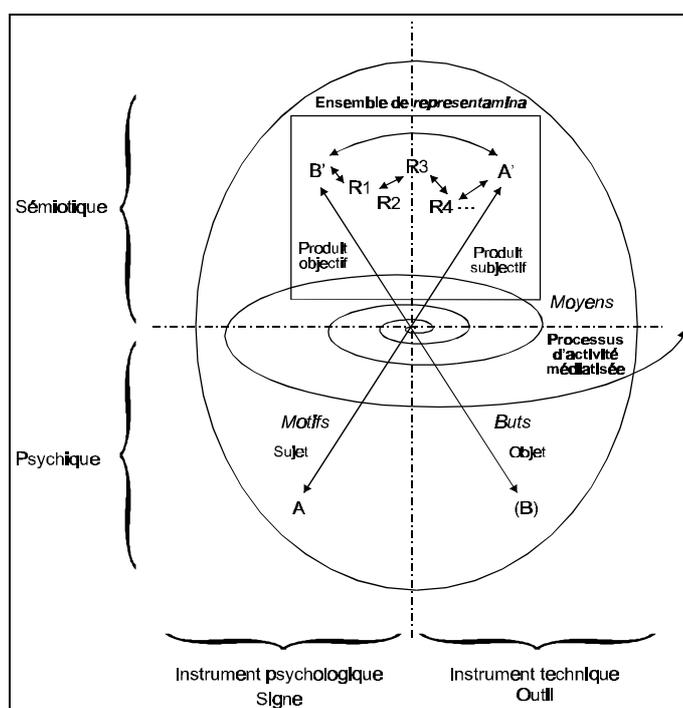 Ensemble de representamina
B' R3 A'
R1
R2 R4 ...
Sémiotique
Produit
objectif
Produit
subjectif
Moyens
Processus
d'activité
médiatisée
Motifs
Buts
Sujet
Objet
Psychique
A
(B)
Instrument psychologique
Signe
Instrument technique
Outil